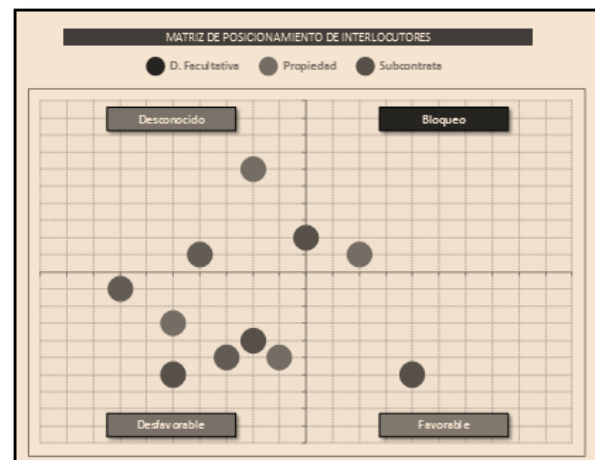 MATRIZ DE POSICIONAMIENTO DE INTERLOCUTORES
D. Facultativa Propiedad Subcontrata
Desconocido Bloqueo
Desfavorable Favorable